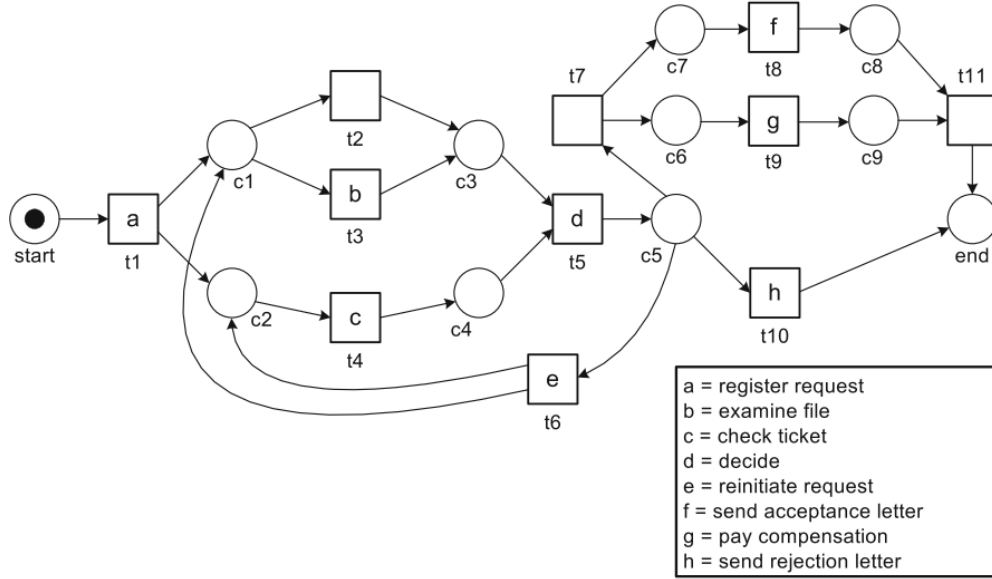 c7
f
t8
c8
t7
t11
t2
c6
g
t9
c9
c1
b
t3
c3
start
a
t1
d
t5
c5
end
c2
c
t4
c4
h
t10
e
t6
a = register request
b = examine file
c = check ticket
d = decide
e = reinitiate request
f = send acceptance letter
g = pay compensation
h = send rejection letter